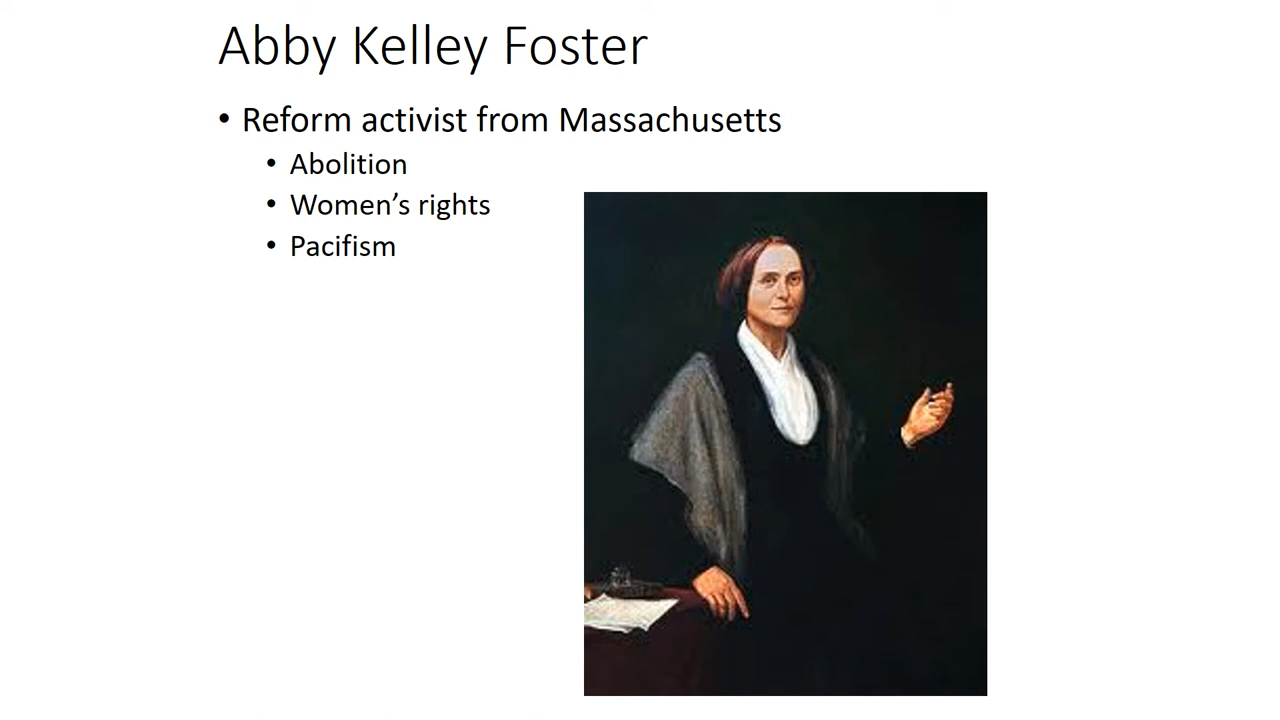 Abby Kelley Foster
• Reform activist from Massachusetts
• Abolition
• Women’s rights
• Pacifism